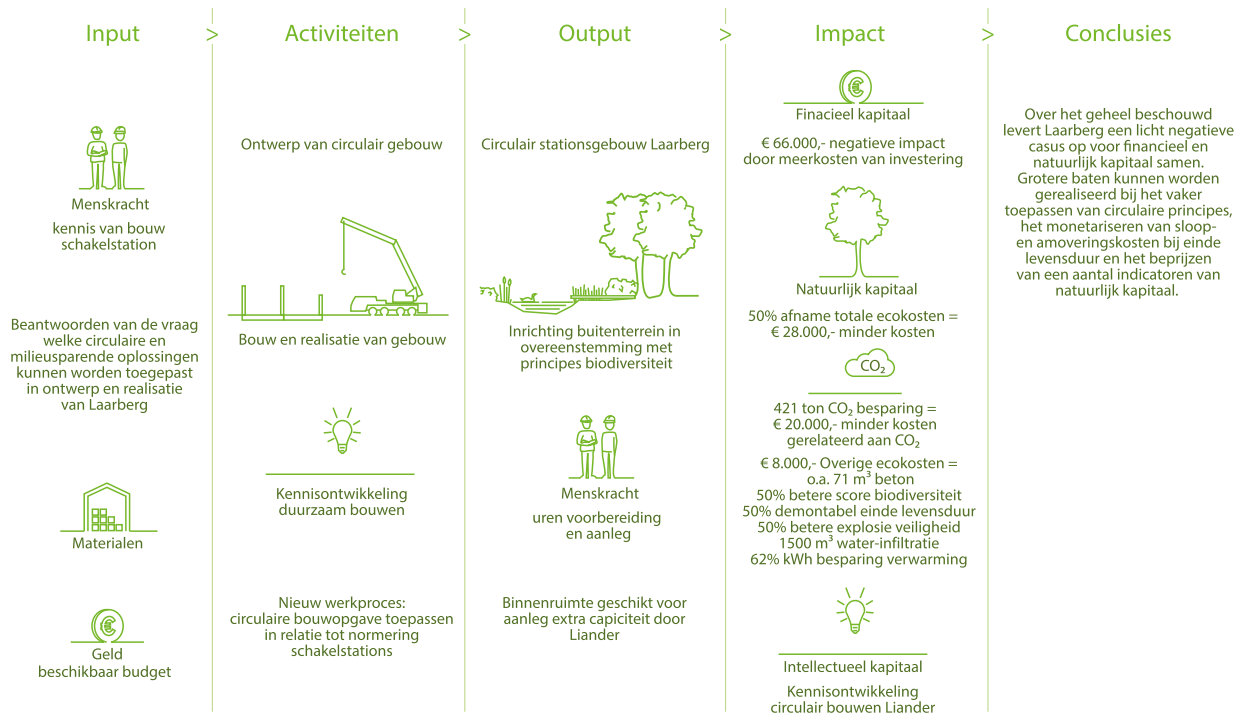 Input
>
Activiteiten
>
Output
>
Impact
>
Conclusies
Menskracht
kennis van bouw
schakelstation
Beantwoorden van de vraag
welke circulaire en
milieusparende oplossingen
kunnen worden toegepast
in ontwerp en realisatie
van Laarberg
Materialen
€
Geld
beschikbaar budget
Ontwerp van circulair gebouw
Bouw en realisatie van gebouw
Kennisontwikkeling
duurzaam bouwen
Nieuw werkproces:
circulaire bouwopgave toepassen
in relatie tot normering
schakelstations
Circulair stationsgebouw Laarberg
Inrichting buitenterrein in
overeenstemming met
principes biodiversiteit
Menskracht
uren voorbereiding
en aanleg
Binnenruimte geschikt voor
aanleg extra capiciteit door
Liander
€
Finacieel kapitaal
€ 66.000,- negatieve impact
door meerkosten van investering
Natuurlijk kapitaal
50% afname totale ecokosten =
€ 28.000,- minder kosten
CO₂
421 ton CO₂ besparing =
€ 20.000,- minder kosten
gerelateerd aan CO₂
€ 8.000,- Overige ecokosten =
o.a. 71 m³ beton
50% betere score biodiversiteit
50% demontabel einde levensduur
50% betere explosie veiligheid
1500 m³ water-infiltratie
62% kWh besparing verwarming
Intellectueel kapitaal
Kennisontwikkeling
circulair bouwen Liander
Over het geheel beschouwd
levert Laarberg een licht negatieve
casus op voor financieel en
natuurlijk kapitaal samen.
Grotere baten kunnen worden
gerealiseerd bij het vaker
toepassen van circulaire principes,
het monetariseren van sloop-
en amoveringskosten bij einde
levensduur en het beprijzen
van een aantal indicatoren van
natuurlijk kapitaal.